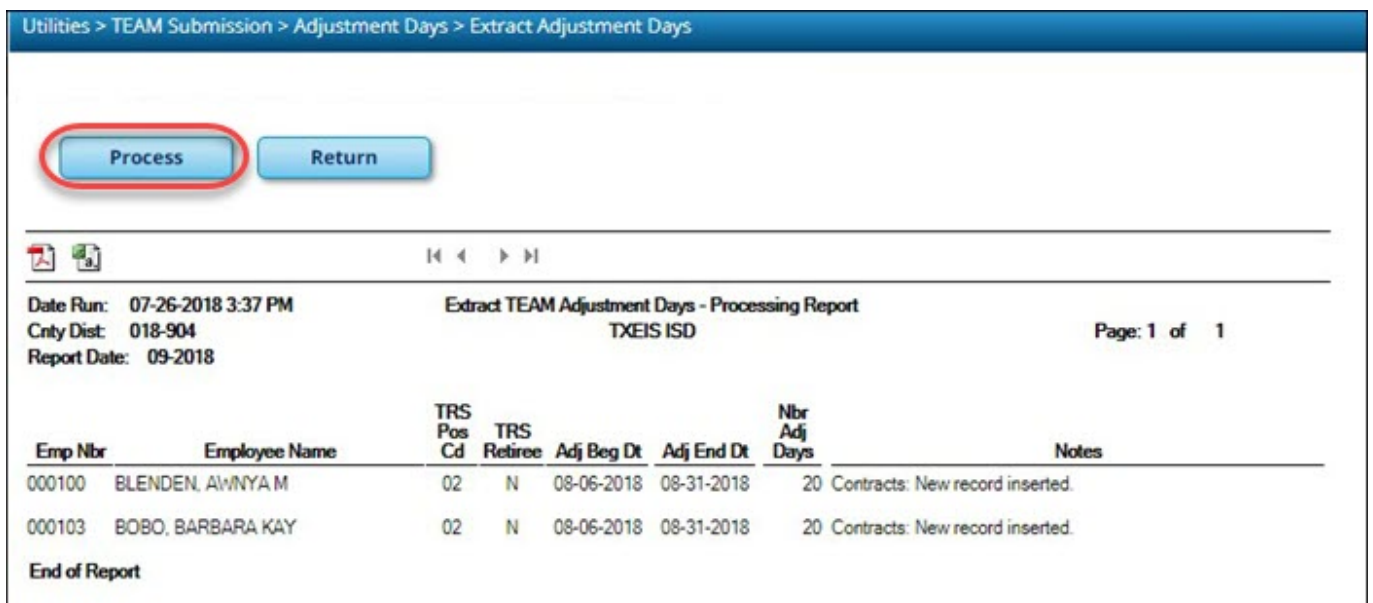 Utilities > TEAM Submission > Adjustment Days > Extract Adjustment Days
Process Return
Date Run: 07-26-2018 3:37 PM Extract TEAM Adjustment Days - Processing Report
Cnty Dist: 018-904 TXEIS ISD Page: 1 of 1
Report Date: 09-2018
TRS Nbr
Pos TRS Adj
Emp Nbr Employee Name Cd Retiree Adj Beg Dt Adj End Dt Days Notes
000100 BLENDEN, AWNYA M 02 N 08-06-2018 08-31-2018 20 Contracts: New record inserted.
000103 BOBO, BARBARA KAY 02 N 08-06-2018 08-31-2018 20 Contracts: New record inserted.
End of Report